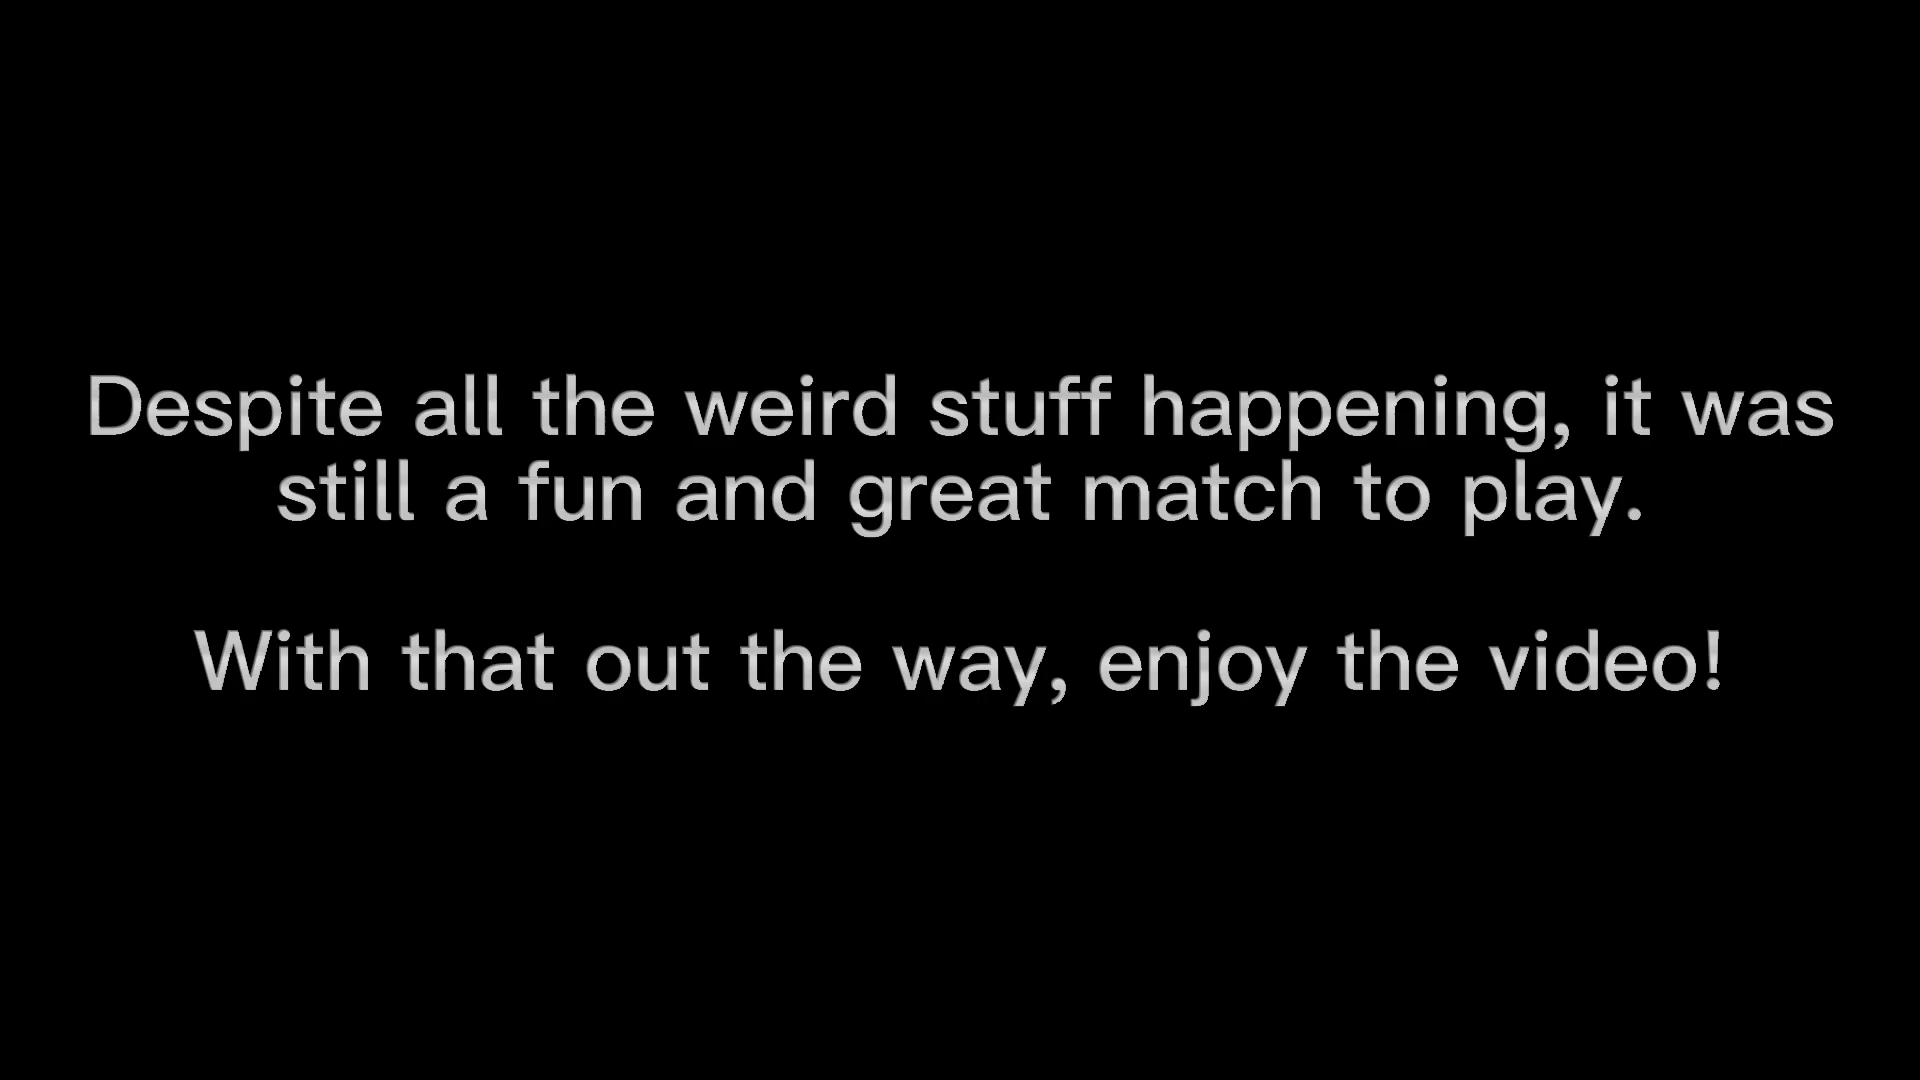 Despite all the weird stuff happening, it was
still a fun and great match to play.
With that out the way, enjoy the video!